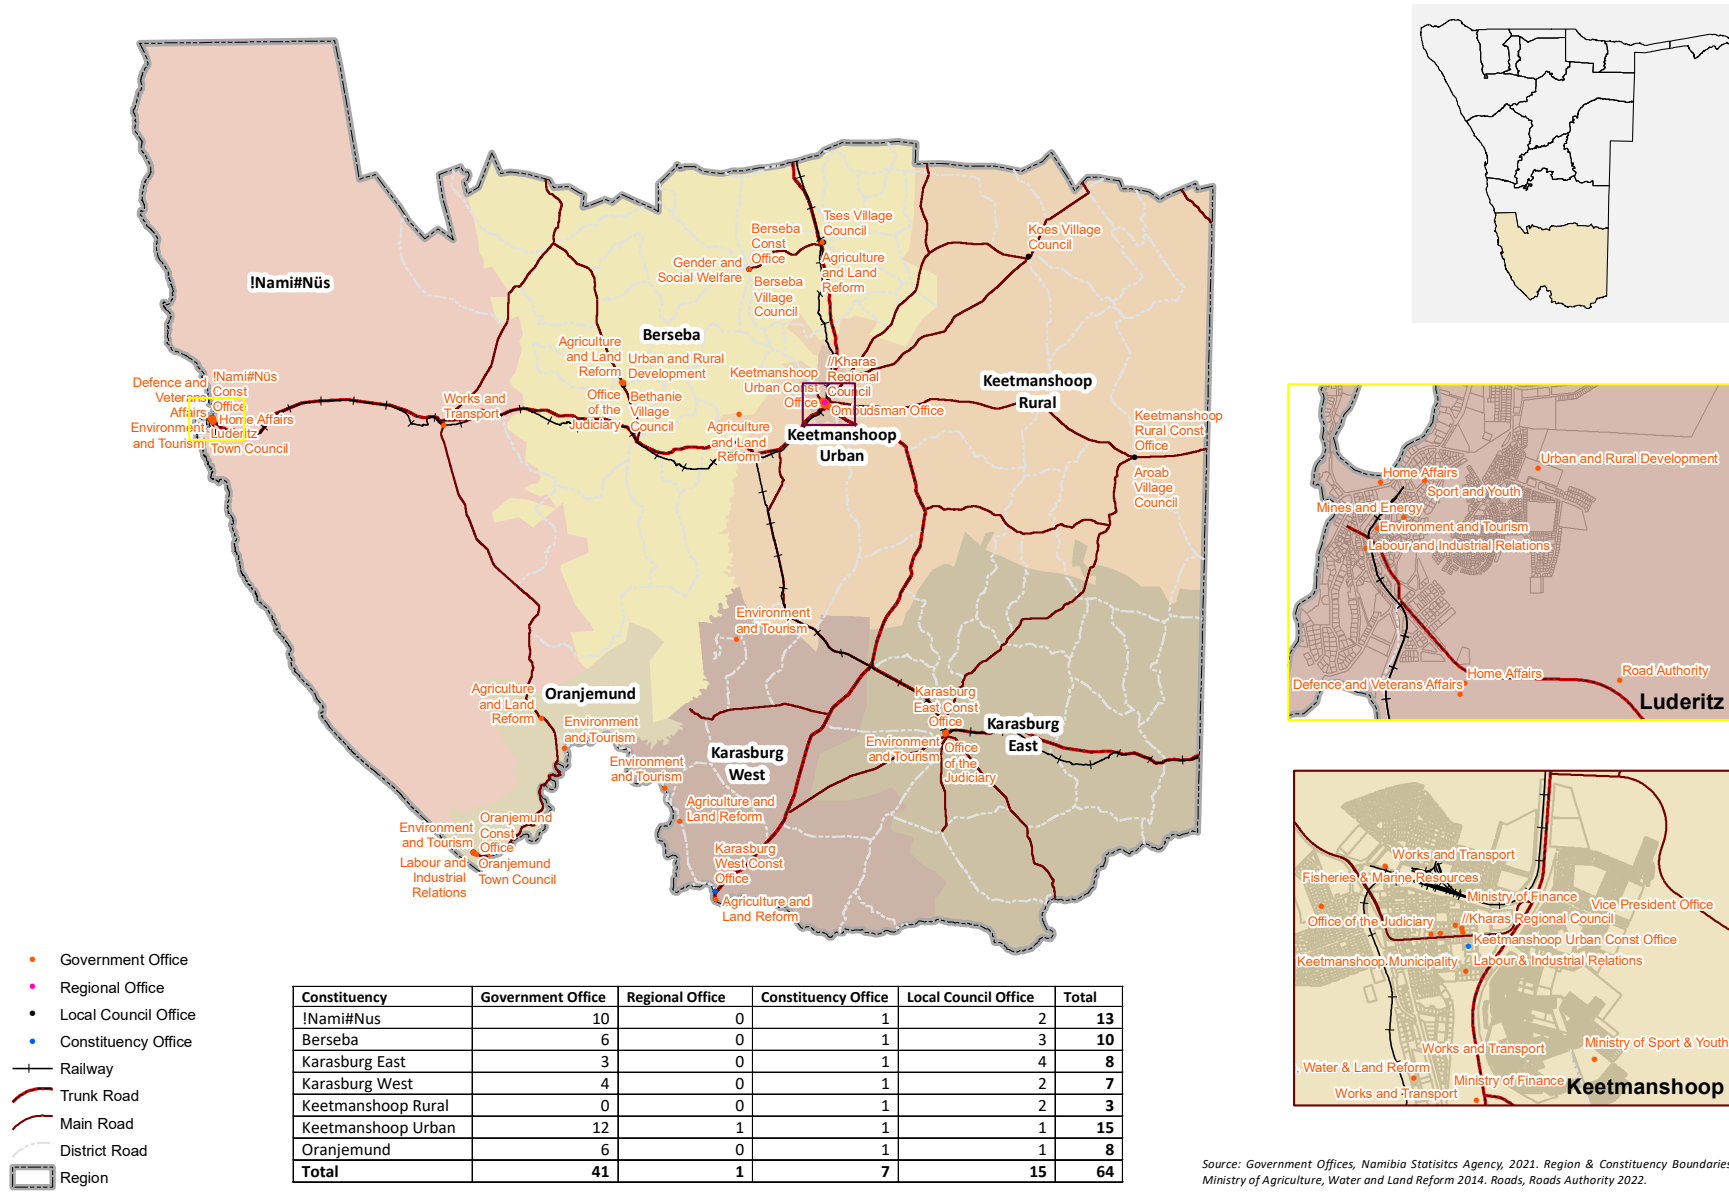 !Nami#Nüs
Berseba
Keetmanshoop
Rural
Keetmanshoop
Urban
Oranjemund
Karasburg
West
Karasburg
East
Tses Village
Council
Berseba
Const
Office
Gender and
Social Welfare
Berseba
Village
Council
Agriculture
and Land
Reform
Koes Village
Council
Agriculture
and Land
Reform
Urban and Rural
Development
Office
of the
Judiciary
Bethanie
Village
Council
Keetmanshoop
Urban Const
Office
//Kharas
Regional
Council
Ombudsman Office
Agriculture
and Land
Reform
Keetmanshoop
Rural Const
Office
Aroab
Village
Council
Defence and
Veterans
Affairs
!Nami#Nüs
Const
Office
Home Affairs
Environment
and Tourism
Luderitz
Town Council
Works and
Transport
Environment
and Tourism
Agriculture
and Land
Reform
Environment
and Tourism
Environment
and Tourism
Agriculture and
Land Reform
Karasburg
West Const
Office
Agriculture and
Land Reform
Karasburg
East Const
Office
Environment
and Tourism
Office
of the
Judiciary
Oranjemund
Const
Office
Environment
and Tourism
Labour and
Industrial
Relations
Oranjemund
Town Council
Urban and Rural Development
Home Affairs
Sport and Youth
Mines and Energy
Environment and Tourism
Labour and Industrial Relations
Home Affairs
Road Authority
Defence and Veterans Affairs
Luderitz
Works and Transport
Fisheries & Marine Resources
Ministry of Finance
Vice President Office
Office of the Judiciary
//Kharas Regional Council
Keetmanshoop Urban Const Office
Keetmanshoop Municipality
Labour & Industrial Relations
Works and Transport
Ministry of Sport & Youth
, Water & Land Reform
Ministry of Finance
Works and Transport
Keetmanshoop
Government Office
Regional Office
Local Council Office
Constituency Office
Railway
Trunk Road
Main Road
District Road
Region
Constituency Government Office Regional Office Constituency Office Local Council Office Total
!Nami#Nus 10 0 1 2 13
Berseba 6 0 1 3 10
Karasburg East 3 0 1 4 8
Karasburg West 4 0 1 2 7
Keetmanshoop Rural 0 0 1 2 3
Keetmanshoop Urban 12 1 1 1 15
Oranjemund 6 0 1 1 8
Total 41 1 7 15 64
Source: Government Offices, Namibia Statisitcs Agency, 2021. Region & Constituency Boundaries
Ministry of Agriculture, Water and Land Reform 2014. Roads, Roads Authority 2022.